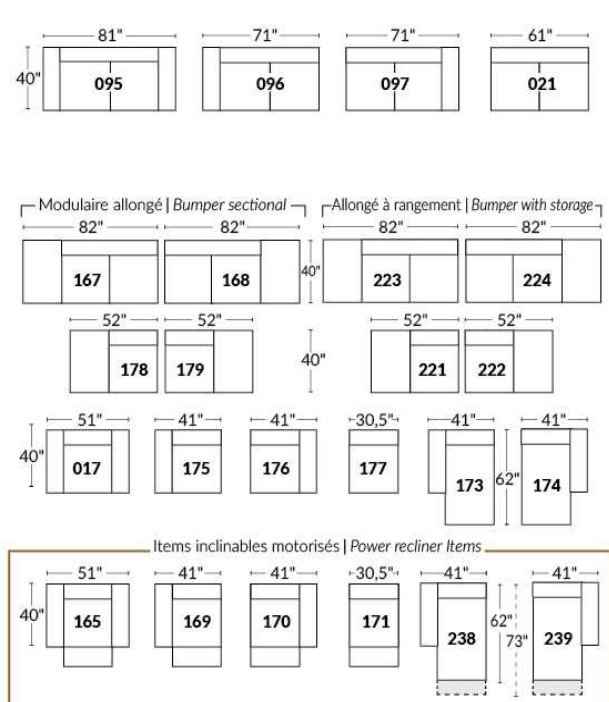 81" 71" 71" 61"
40" 095 096 097 021
Modulaire allongé | Bumper sectional Allongé à rangement | Bumper with storage
82" 82" 82" 82"
167 168 40" 223 224
52" 52" 52" 52"
178 179 40" 221 222
51" 41" 41" 30,5" 41" 41"
40" 017 175 176 177 173 62" 174
Items inclinables motorisés | Power recliner Items
51" 41" 41" 30,5" 41" 41"
40" 165 169 170 171 238 62" 73" 239